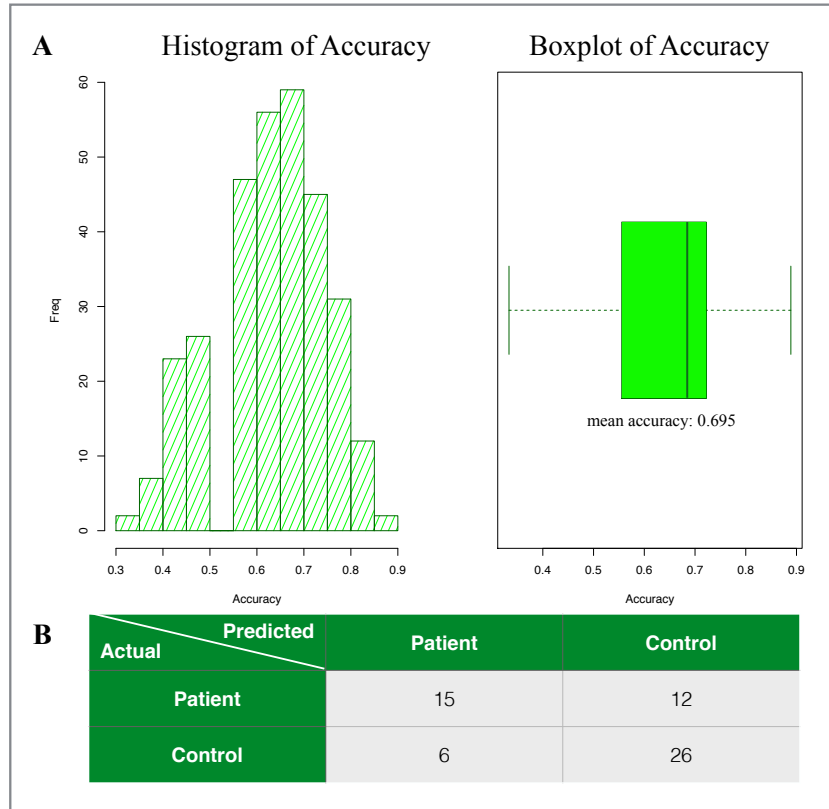 A
Histogram of Accuracy
Boxplot of Accuracy
60
50
40
30
20
10
0
Freq
0.3 0.4 0.5 0.6 0.7 0.8 0.9
Accuracy
mean accuracy: 0.695
0.4 0.5 0.6 0.7 0.8 0.9
Accuracy
B
Predicted
Actual
Patient Control
Patient 15 12
Control 6 26